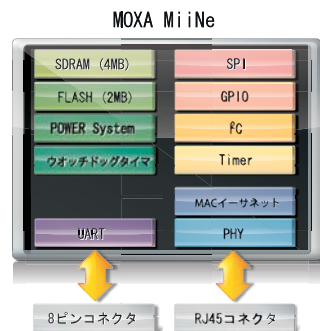 MOXA MiiNe
SDRAM (4MB)
SPI
FLASH (2MB)
GPIO
POWER System
I²C
ウオッチドッグタイマ
Timer
MACイーサネット
UART
PHY
8ピンコネクタ
RJ45コネクタ